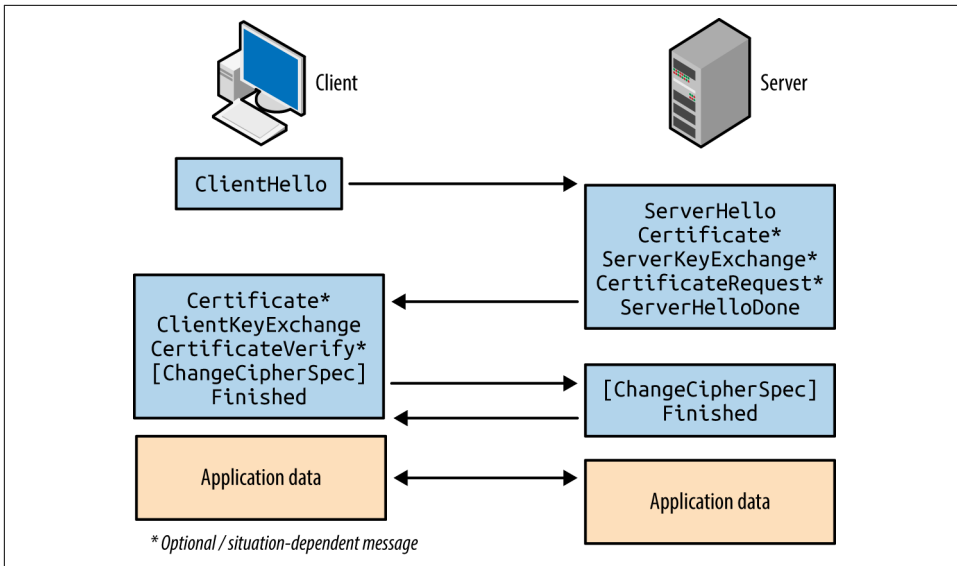 Client
Server
ClientHello
ServerHello
Certificate*
ServerKeyExchange*
CertificateRequest*
ServerHelloDone
Certificate*
ClientKeyExchange
CertificateVerify*
[ChangeCipherSpec]
Finished
[ChangeCipherSpec]
Finished
Application data
Application data
* Optional / situation-dependent message